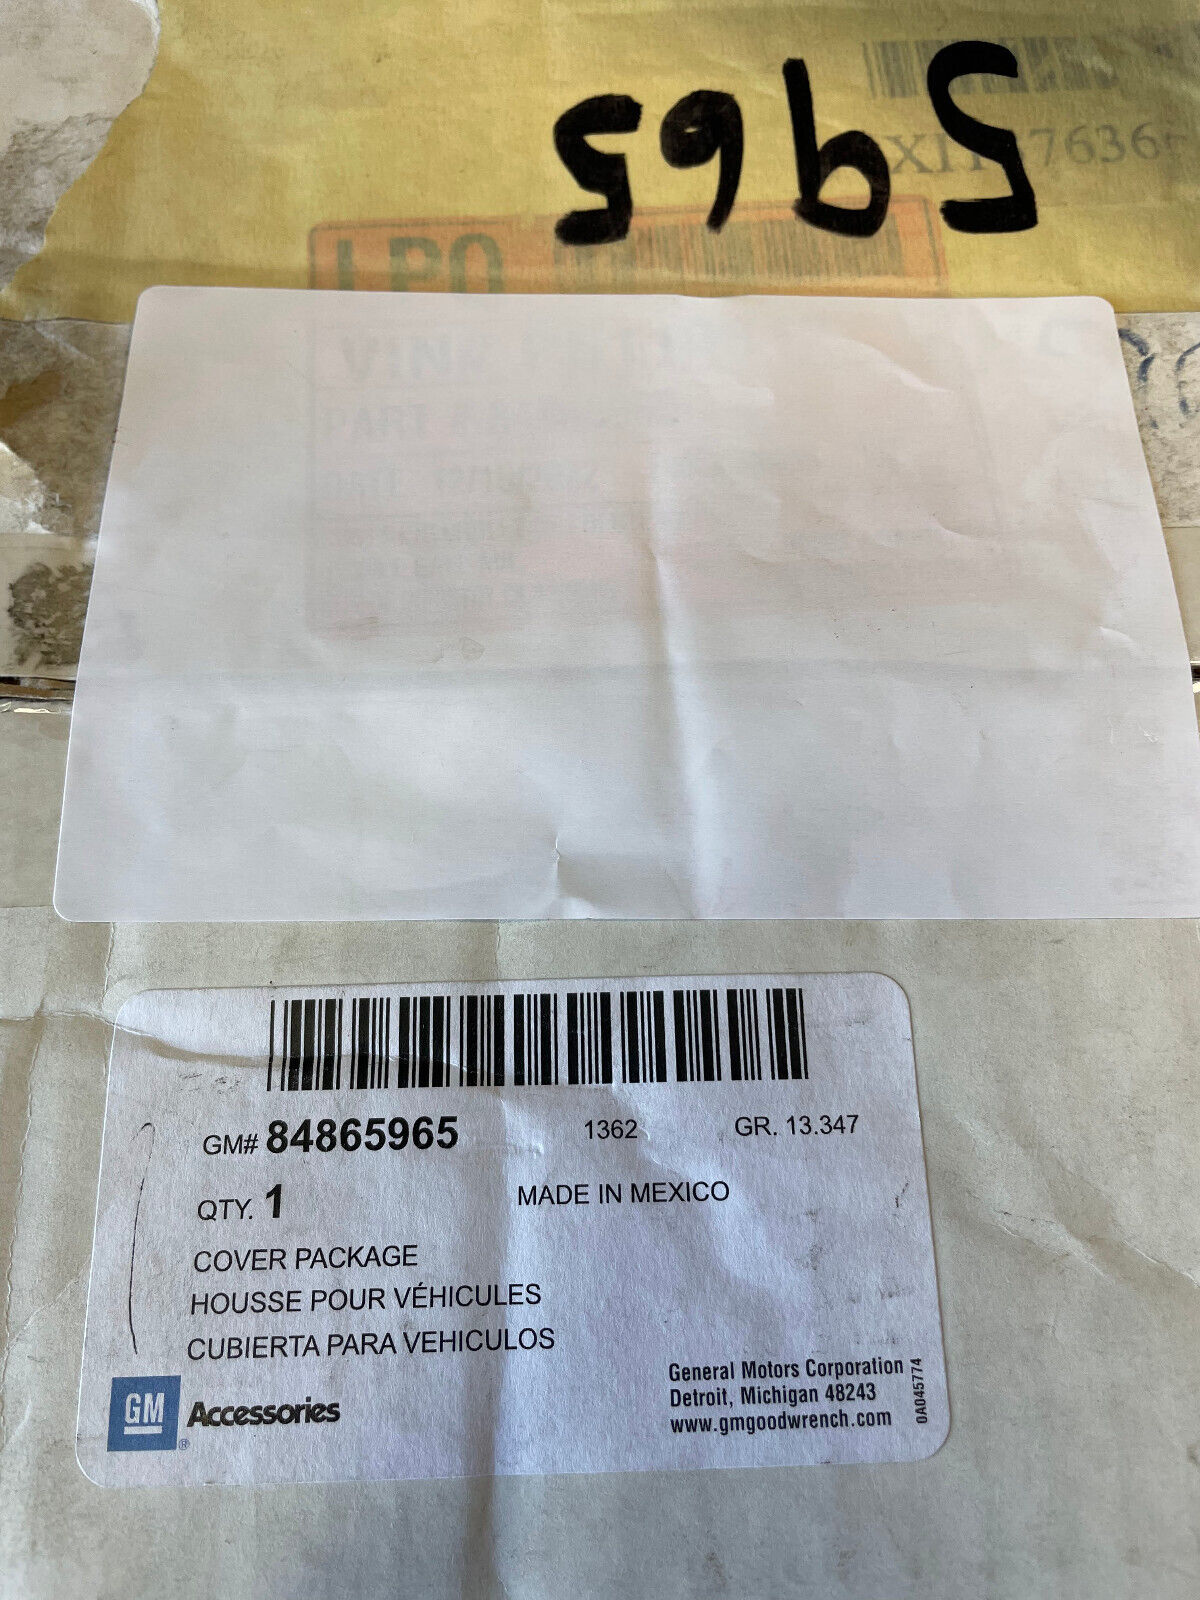 5965
LPO
GM# 84865965 1362 GR. 13.347
QTY. 1 MADE IN MEXICO
COVER PACKAGE
HOUSSE POUR VÉHICULES
CUBIERTA PARA VEHICULOS
GM Accessories
General Motors Corporation
Detroit, Michigan 48243
www.gmgoodwrench.com
0A045774